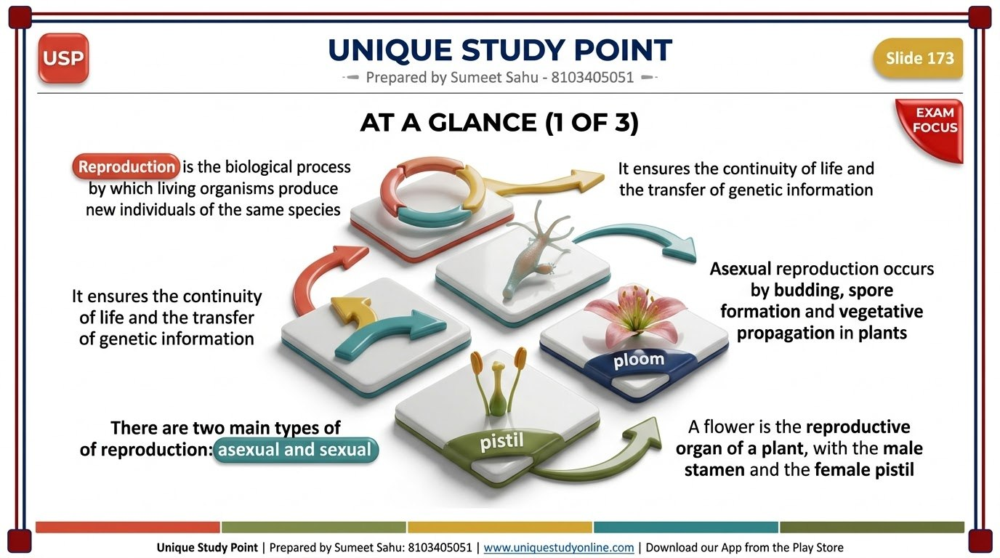 USP
UNIQUE STUDY POINT
Prepared by Sumeet Sahu - 8103405051
Slide 173
EXAM
FOCUS
AT A GLANCE (1 OF 3)
Reproduction is the biological process
by which living organisms produce
new individuals of the same species
It ensures the continuity of life and
the transfer of genetic information
It ensures the continuity
of life and the transfer
of genetic information
Asexual reproduction occurs
by budding, spore
formation and vegetative
propagation in plants
ploom
There are two main types of
of reproduction: asexual and sexual
pistil
A flower is the reproductive
organ of a plant, with the male
stamen and the female pistil
Unique Study Point | Prepared by Sumeet Sahu: 8103405051 | www.uniquestudyonline.com | Download our App from the Play Store